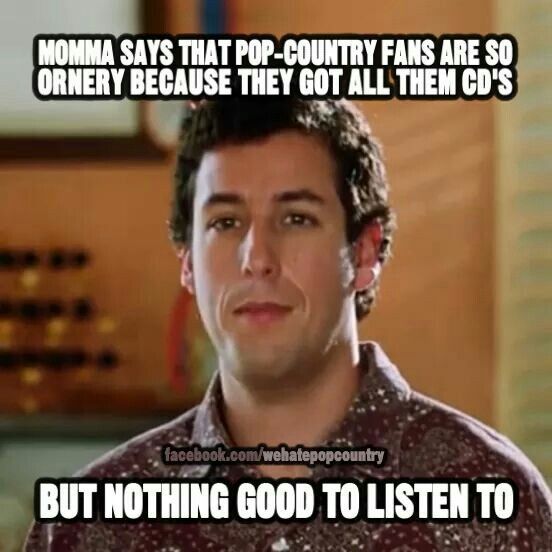 MOMMA SAYS THAT POP-COUNTRY FANS ARE SO
ORNERY BECAUSE THEY GOT ALL THEM CD'S
facebook.com/wehatepopcountry
BUT NOTHING GOOD TO LISTEN TO